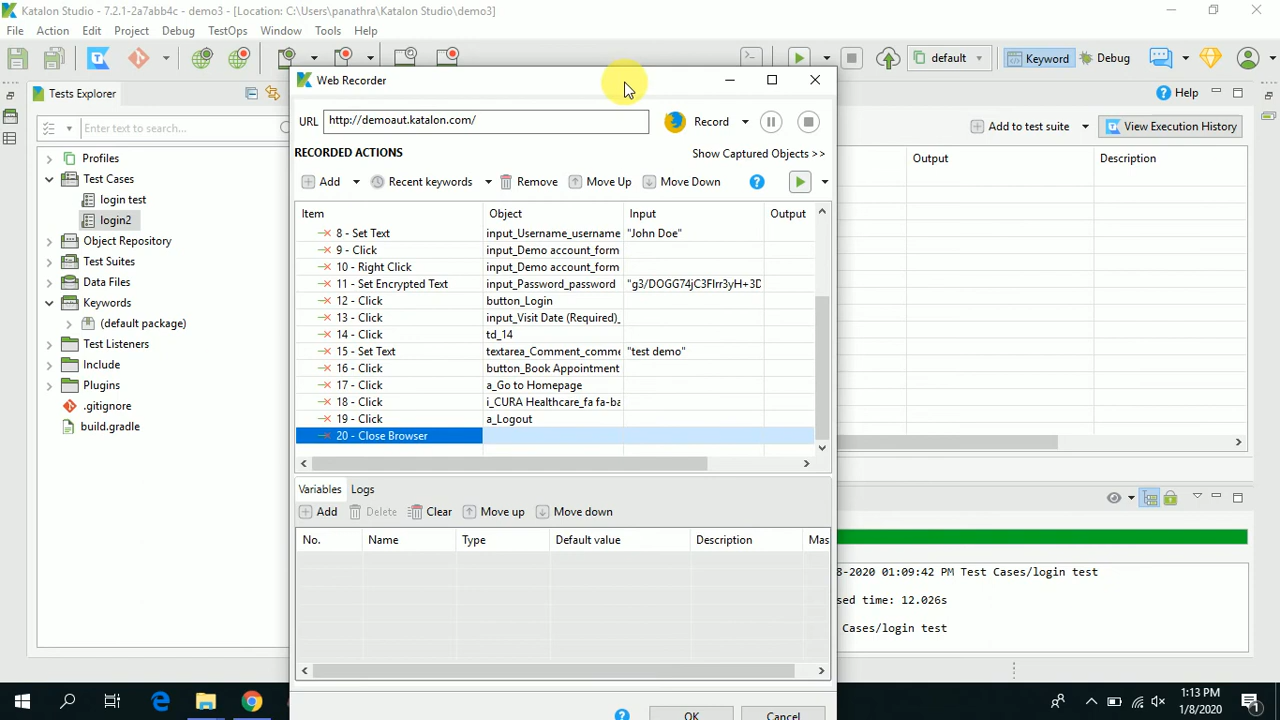 Katalon Studio - 7.2.1-2a7abb4c - demo3 - [Location: C:\Users\panathra\Katalon Studio\demo3]
File Action Edit Project Debug TestOps Window Tools Help
default Keyword Debug
Tests Explorer
Enter text to search...
Profiles
Test Cases
login test
login2
Object Repository
Test Suites
Data Files
Keywords
(default package)
Test Listeners
Include
Plugins
.gitignore
build.gradle
Web Recorder
URL http://demoaut.katalon.com/ Record
RECORDED ACTIONS Show Captured Objects >>
Add Recent keywords Remove Move Up Move Down
Item Object Input Output
8 - Set Text input_Username_username "John Doe"
9 - Click input_Demo account_form
10 - Right Click input_Demo account_form
11 - Set Encrypted Text input_Password_password "g3/DOGG74jC3Flrr3yH+3D
12 - Click button_Login
13 - Click input_Visit Date (Required)_
14 - Click td_14
15 - Set Text textarea_Comment_comme "test demo"
16 - Click button_Book Appointment
17 - Click a_Go to Homepage
18 - Click i_CURA Healthcare_fa fa-ba
19 - Click a_Logout
20 - Close Browser
Variables Logs
Add Delete Clear Move up Move down
No. Name Type Default value Description Mas
OK Cancel
Help
Add to test suite View Execution History
Output Description
8-2020 01:09:42 PM Test Cases/login test
sed time: 12.026s
Cases/login test
1:13 PM
1/8/2020
1